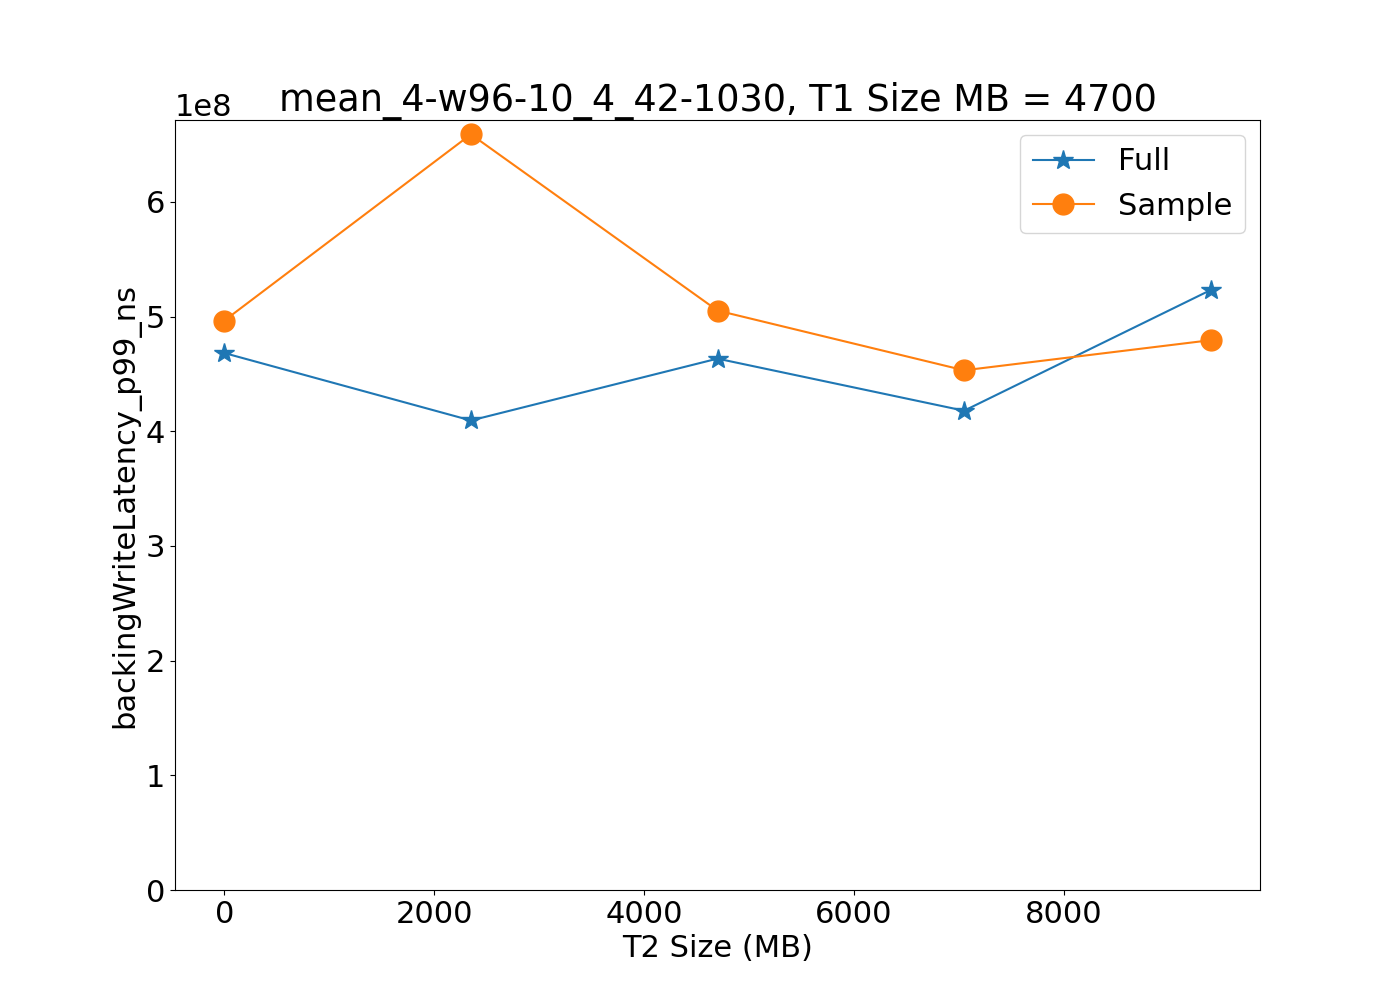 mean_4-w96-10_4_42-1030, T1 Size MB = 4700
1e8
Full
Sample
6
5
4
3
2
1
0
backingWriteLatency_p99_ns
0 2000 4000 6000 8000
T2 Size (MB)